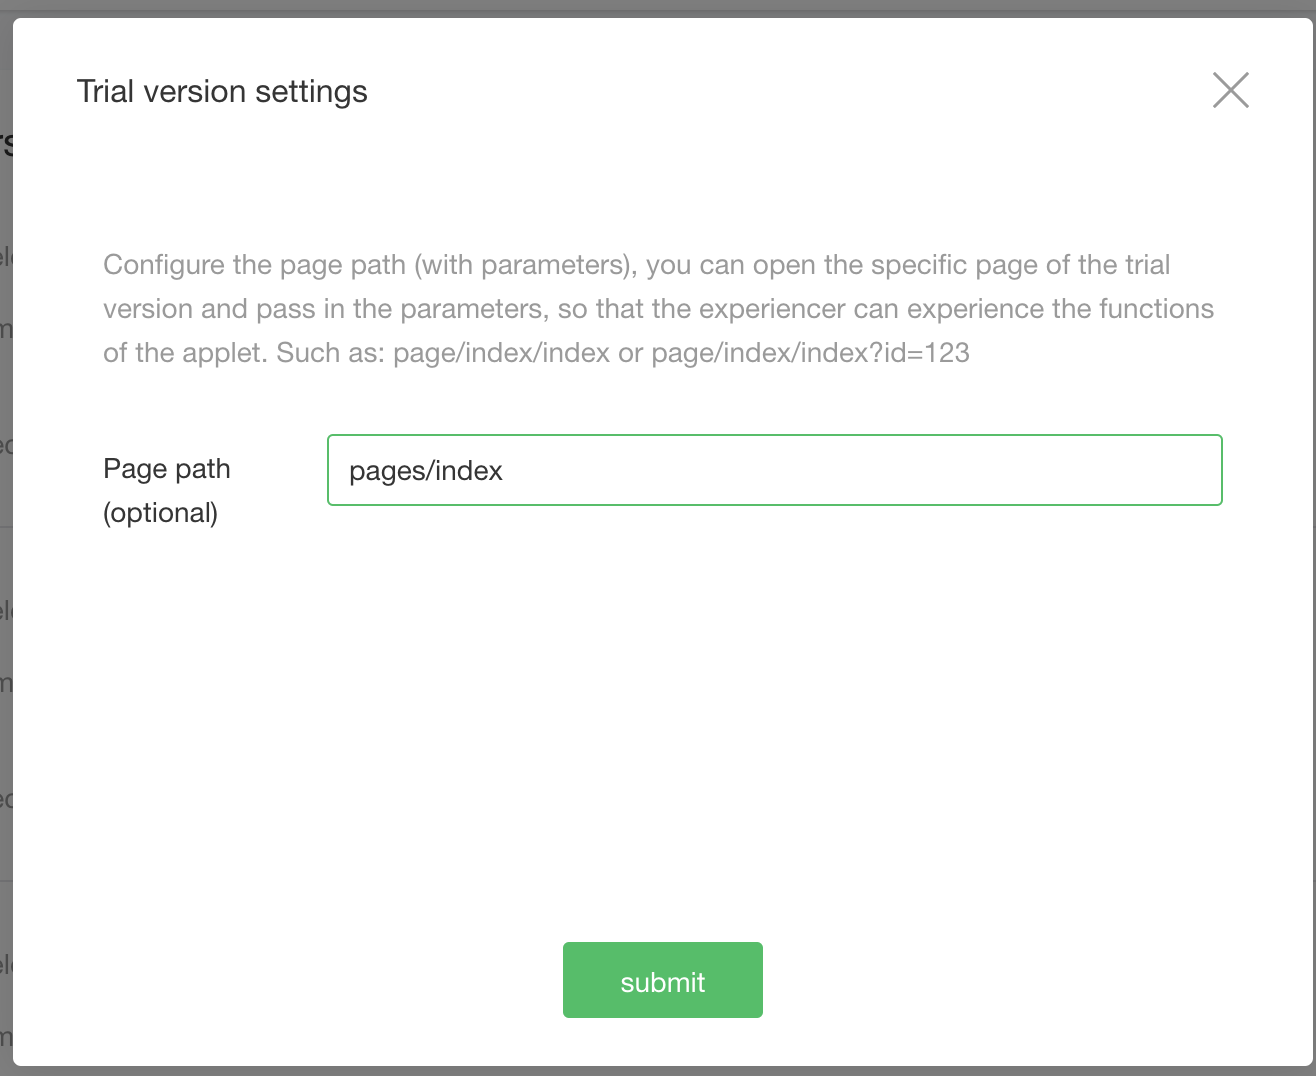 Trial version settings
Configure the page path (with parameters), you can open the specific page of the trial
version and pass in the parameters, so that the experiencer can experience the functions
of the applet. Such as: page/index/index or page/index/index?id=123
Page path
(optional)
pages/index
submit